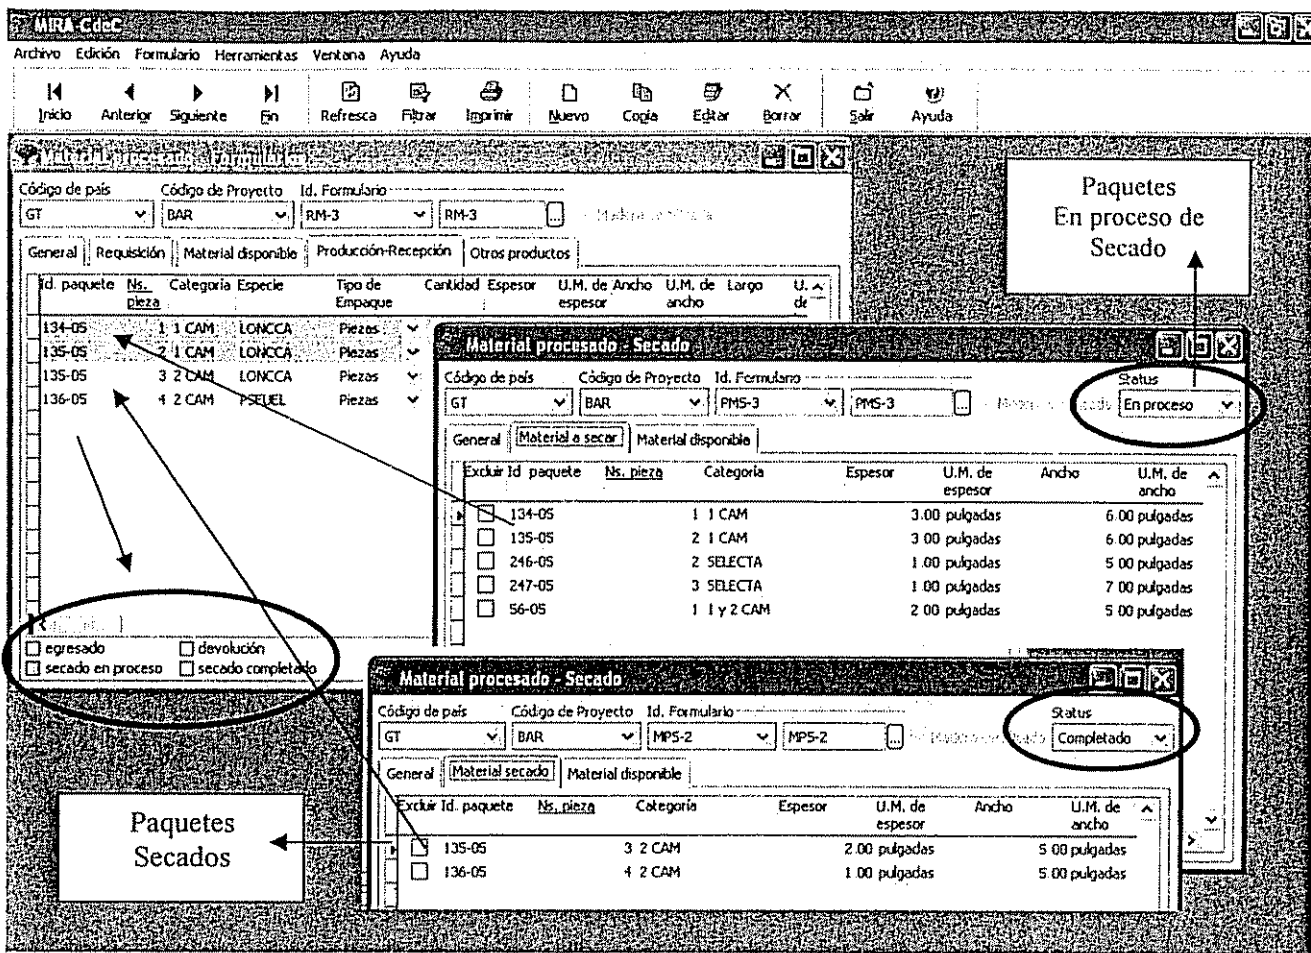 MIRA-CdeC
Archivo Edición Formulario Herramientas Ventana Ayuda
Inicio Anterior Siguiente Fin Refresca Filtrar Imprimir Nuevo Copia Editar Borrar Salir Ayuda
Material procesado - Formularios
Código de país Código de Proyecto Id. Formulario
GT BAR RM-3 RM-3 ...
General Requisición Material disponible Producción-Recepción Otros productos
Id. paquete Ns. pieza Categoria Especie Tipo de Empaque Cantidad Espesor U.M. de espesor Ancho U.M. de ancho Largo U. de
134-05 1 1 CAM LONCCA Piezas
135-05 2 1 CAM LONCCA Piezas
135-05 3 2 CAM LONCCA Piezas
136-05 4 2 CAM PSEUEL Piezas
egresado devolución
secado en proceso secado completado
Paquetes
En proceso de
Secado
Material procesado - Secado
Código de país Código de Proyecto Id. Formulario Status
GT BAR PMS-3 PMS-3 ... En proceso
General Material a secar Material disponible
Excluir Id paquete Ns. pieza Categoría Espesor U.M. de espesor Ancho U.M. de ancho
134-05 1 1 CAM 3.00 pulgadas 6.00 pulgadas
135-05 2 1 CAM 3.00 pulgadas 6.00 pulgadas
246-05 2 SELECTA 1.00 pulgadas 5.00 pulgadas
247-05 3 SELECTA 1.00 pulgadas 7.00 pulgadas
56-05 1 1 y 2 CAM 2.00 pulgadas 5.00 pulgadas
Material procesado - Secado
Código de país Código de Proyecto Id. Formulario Status
GT BAR MPS-2 MPS-2 ... Completado
General Material secado Material disponible
Excluir Id. paquete Ns. pieza Categoría Espesor U.M. de espesor Ancho U.M. de ancho
135-05 3 2 CAM 2.00 pulgadas 5.00 pulgadas
136-05 4 2 CAM 1.00 pulgadas 5.00 pulgadas
Paquetes
Secados